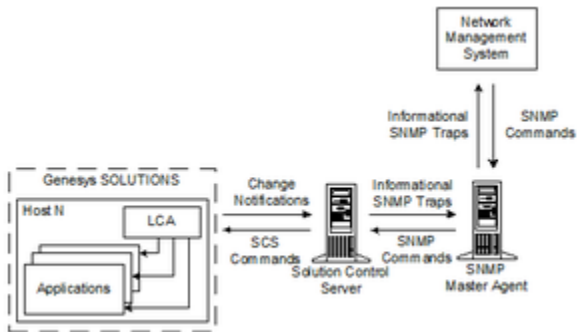 Network
Management
System
Informational
SNMP Traps
SNMP
Commands
Genesys SOLUTIONS
Host N
LCA
Applications
Change
Notifications
SCS
Commands
Solution Control
Server
Informational
SNMP Traps
SNMP
Commands
SNMP
Master Agent